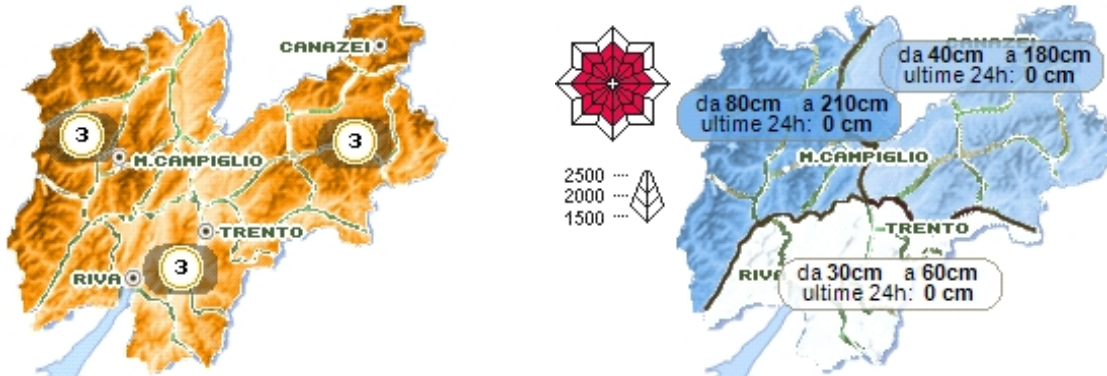 CANAZEI
3
3
M.CAMPIGLIO
TRENTO
3
RIVA
CANAZEI
da 40cm a 180cm
ultime 24h: 0 cm
da 80cm a 210cm
ultime 24h: 0 cm
M.CAMPIGLIO
2500
2000
1500
TRENTO
RIVA
da 30cm a 60cm
ultime 24h: 0 cm